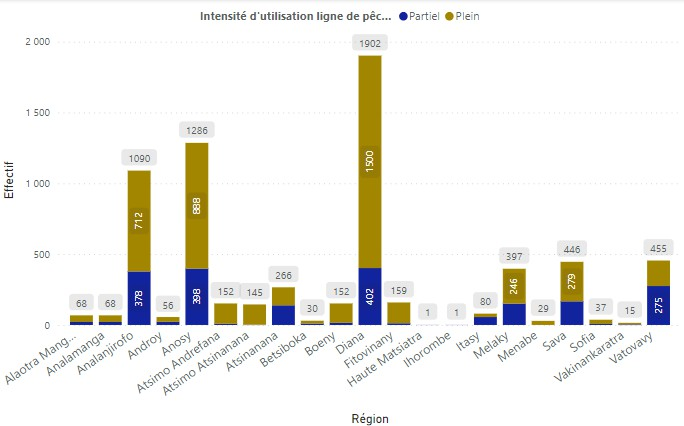 Intensité d'utilisation ligne de pêc... Partiel Plein
Effectif
2 000
1 500
1 000
500
0
68
68
1090
712
378
56
1286
888
398
152
145
266
30
152
1902
1500
402
159
1
1
80
397
246
29
446
279
37
15
455
275
Alaotra Mang...
Analamanga
Analanjirofo
Androy
Anosy
Atsimo Andrefana
Atsimo Atsinanana
Atsinanana
Betsiboka
Boeny
Diana
Fitovinany
Haute Matsiatra
Ihorombe
Itasy
Melaky
Menabe
Sava
Sofia
Vakinankaratra
Vatovavy
Région